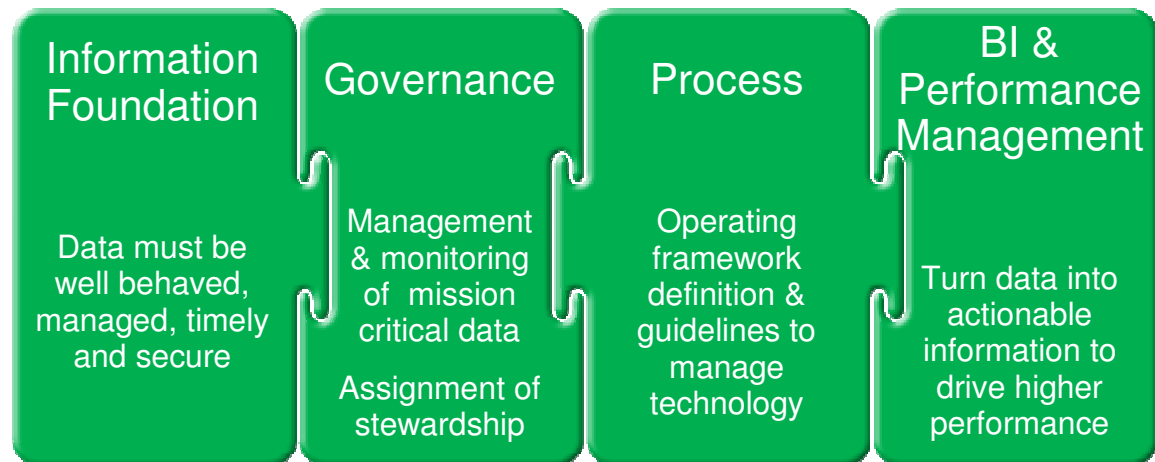 Information
Foundation
Data must be
well behaved,
managed, timely
and secure
Governance
Management
& monitoring
of mission
critical data
Assignment of
stewardship
Process
Operating
framework
definition &
guidelines to
manage
technology
BI &
Performance
Management
Turn data into
actionable
information to
drive higher
performance